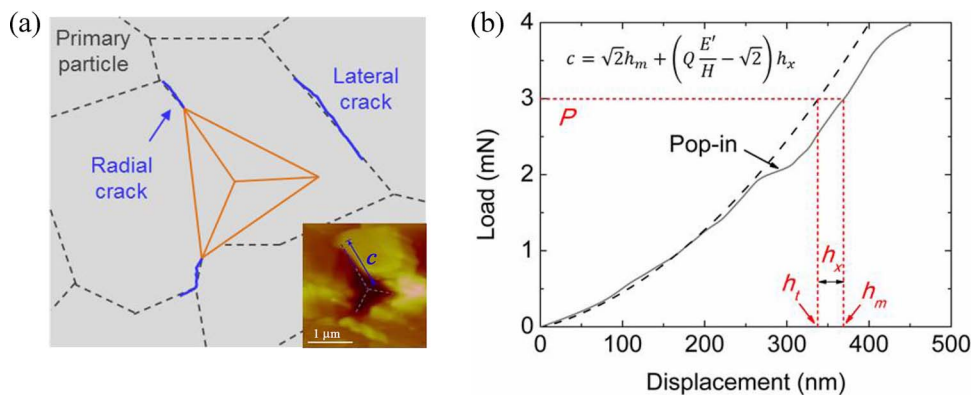 (a)
Primary
particle
Lateral
crack
Radial
crack
c
1 μm
(b)
c = √2h_m + (Q E′/H − √2) h_x
P
Pop-in
h_x
h_t
h_m
Load (mN)
4
3
2
1
0
0 100 200 300 400 500
Displacement (nm)